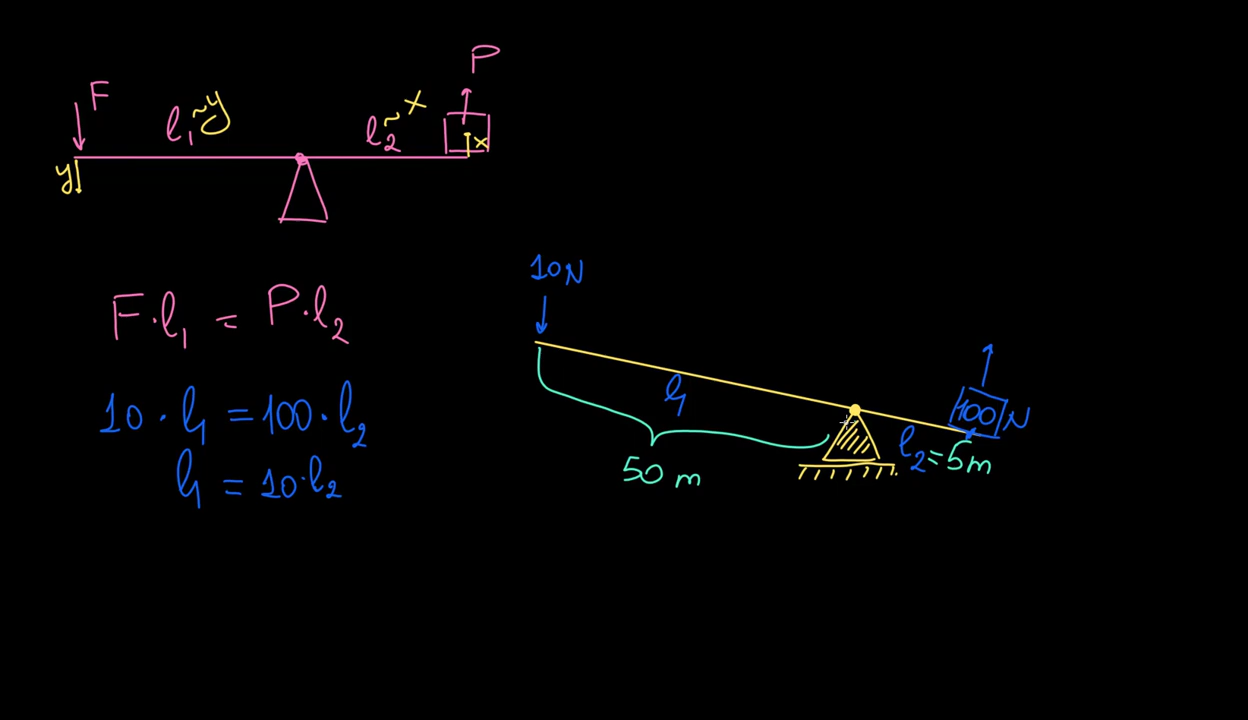 P
F
l₁ ~y
l₂ ~x
x
y
F·l₁ = P·l₂
10·l₁ = 100·l₂
l₁ = 10·l₂
10N
l₁
100 N
l₂ = 5m
50 m